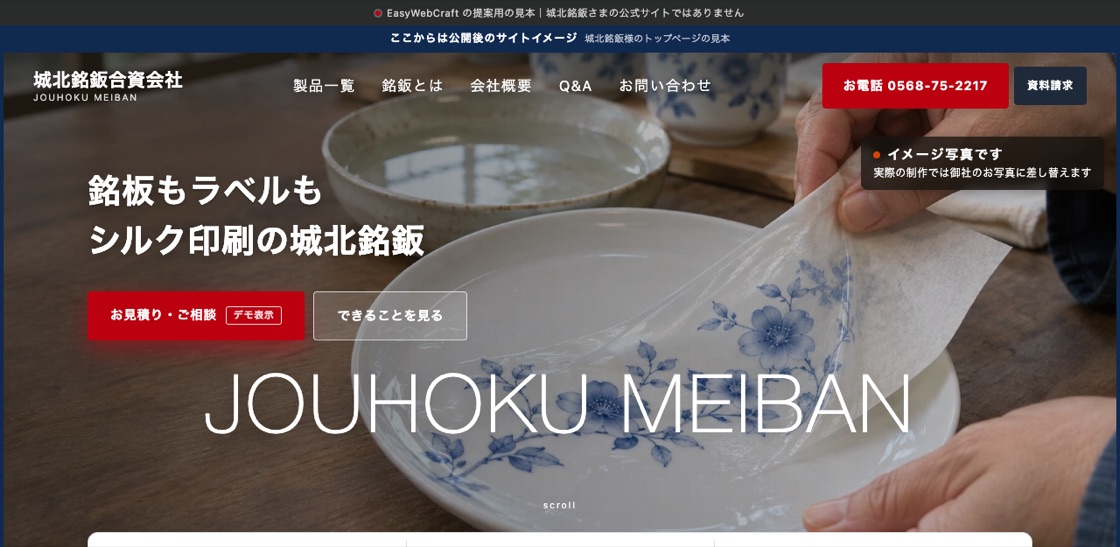 EasyWebCraft の提案用の見本｜城北銘鈑さまの公式サイトではありません
ここからは公開後のサイトイメージ 城北銘鈑様のトップページの見本
城北銘鈑合資会社
JOUHOKU MEIBAN
製品一覧 銘鈑とは 会社概要 Q&A お問い合わせ
お電話 0568-75-2217
資料請求
イメージ写真です
実際の制作では御社のお写真に差し替えます
銘板もラベルも
シルク印刷の城北銘鈑
お見積り・ご相談 デモ表示
できることを見る
JOUHOKU MEIBAN
scroll